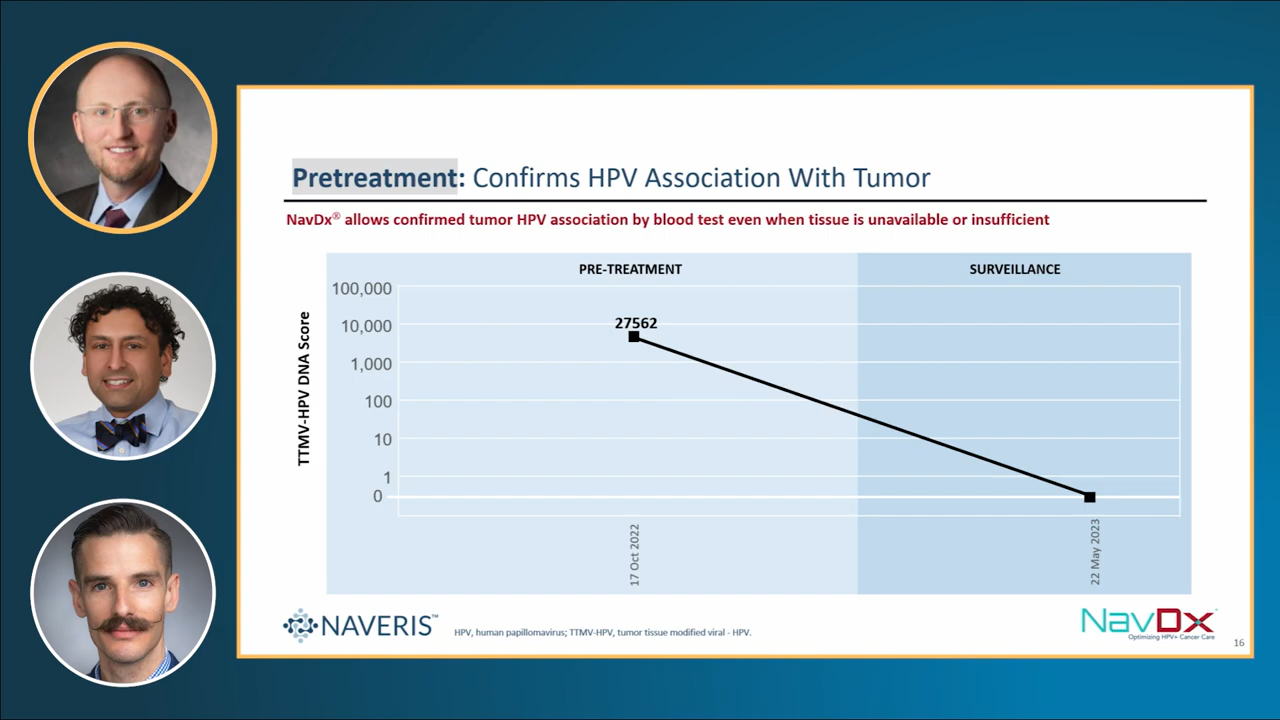 Pretreatment: Confirms HPV Association With Tumor
NavDx® allows confirmed tumor HPV association by blood test even when tissue is unavailable or insufficient
PRE-TREATMENT
SURVEILLANCE
TTMV-HPV DNA Score
100,000
10,000
1,000
100
10
1
0
27562
17 Oct 2022
22 May 2023
NAVERIS™
HPV, human papillomavirus; TTMV-HPV, tumor tissue modified viral - HPV.
NavDx
Optimizing HPV+ Cancer Care
16